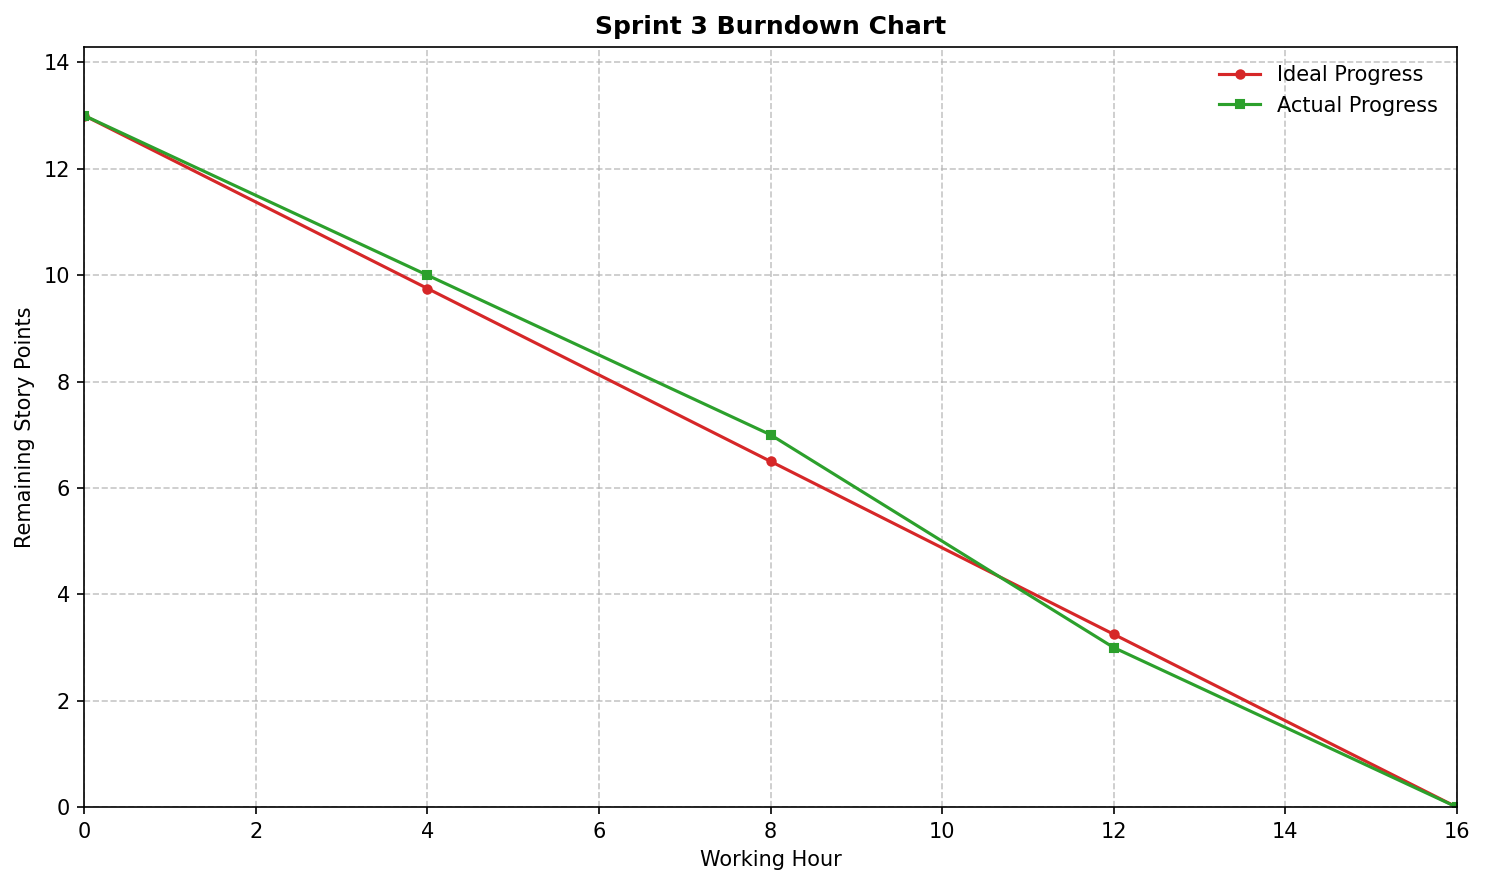 Sprint 3 Burndown Chart
Ideal Progress
Actual Progress
Remaining Story Points
14
12
10
8
6
4
2
0
0 2 4 6 8 10 12 14 16
Working Hour